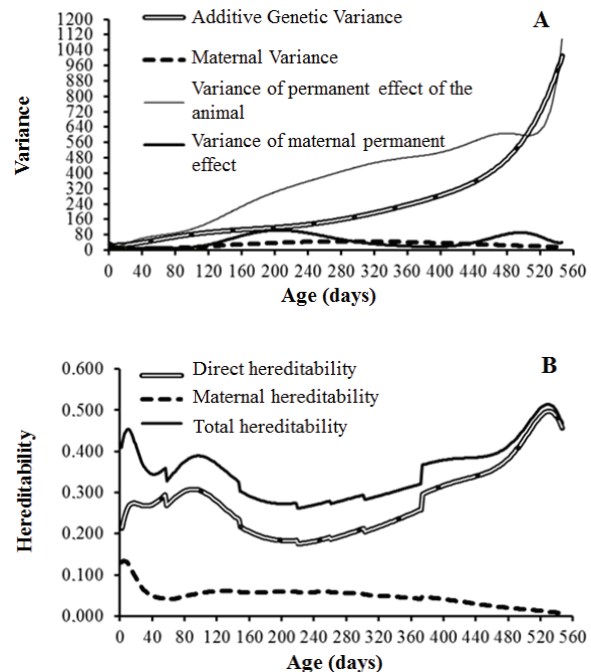 A
Additive Genetic Variance
Maternal Variance
Variance of permanent effect of the
animal
Variance of maternal permanent
effect
Variance
1200
1120
1040
960
880
800
720
640
560
480
400
320
240
160
80
0
0 40 80 120 160 200 240 280 320 360 400 440 480 520 560
Age (days)
B
Direct hereditability
Maternal hereditability
Total hereditability
Hereditability
0.600
0.500
0.400
0.300
0.200
0.100
0.000
0 40 80 120 160 200 240 280 320 360 400 440 480 520 560
Age (days)